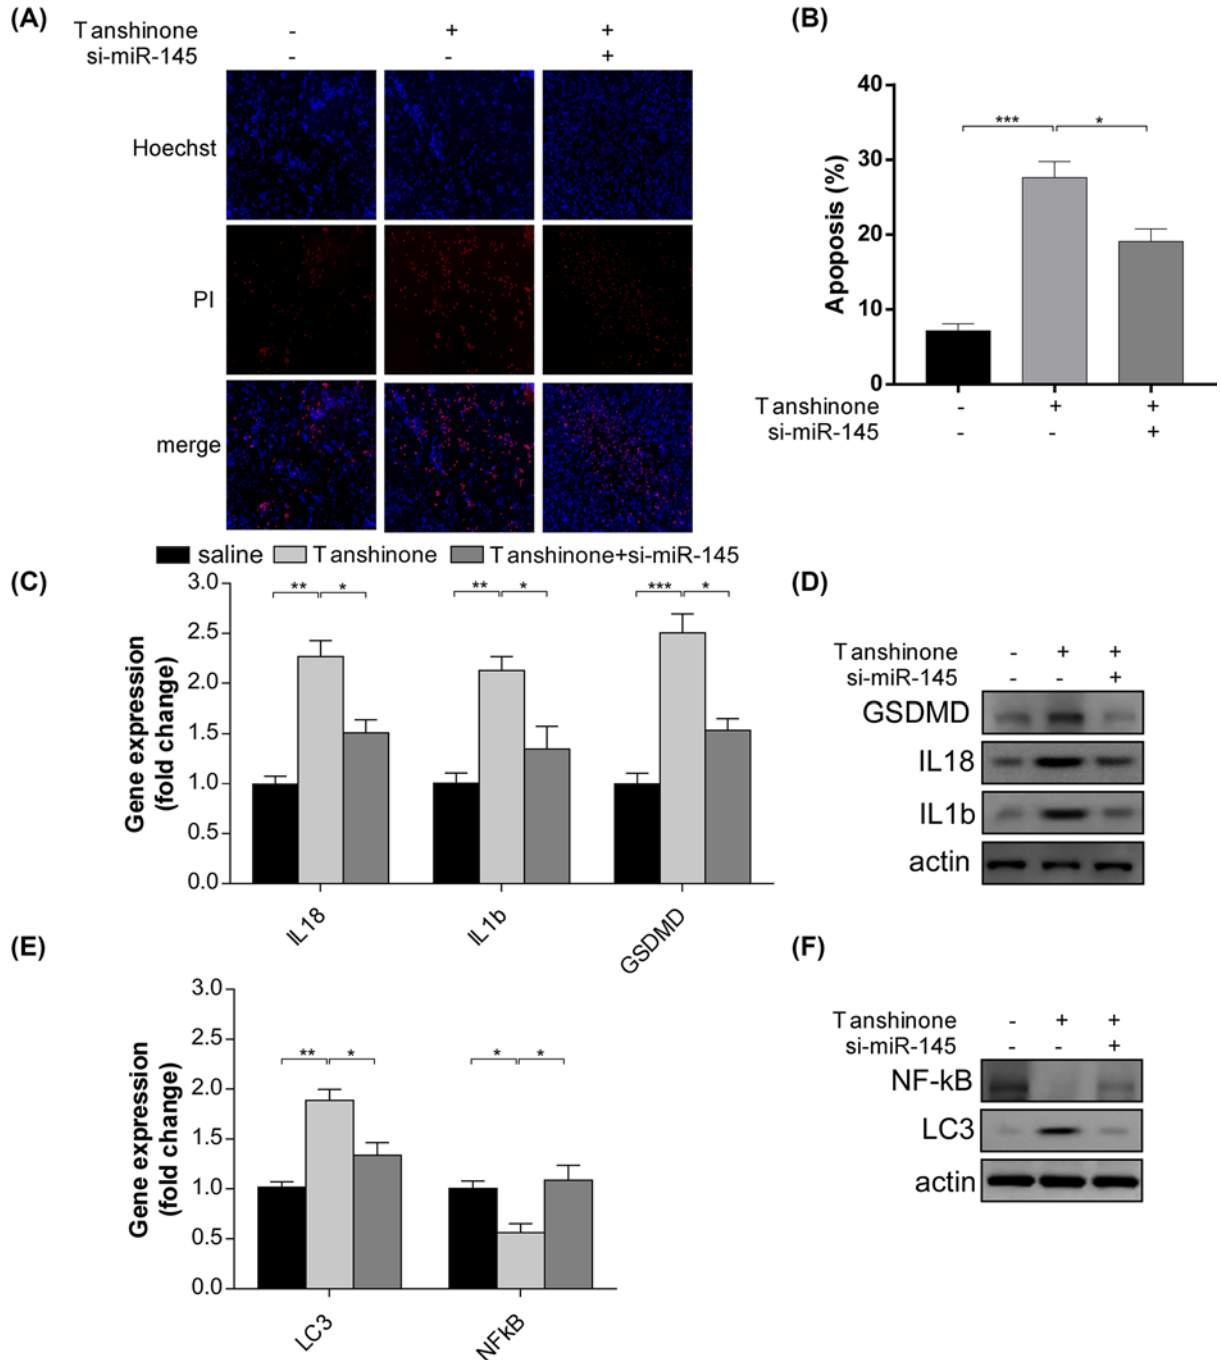 (A)
Tanshinone - + +
si-miR-145 - - +
Hoechst
PI
merge
(B)
40
30
20
10
0
Apoposis (%)
*** *
Tanshinone - + +
si-miR-145 - - +
saline Tanshinone Tanshinone+si-miR-145
(C)
Gene expression
(fold change)
3.0
2.5
2.0
1.5
1.0
0.5
0.0
** * ** * *** *
IL18 IL1b GSDMD
(D)
Tanshinone - + +
si-miR-145 - - +
GSDMD
IL18
IL1b
actin
(E)
Gene expression
(fold change)
3.0
2.5
2.0
1.5
1.0
0.5
0.0
** * * *
LC3 NFkB
(F)
Tanshinone - + +
si-miR-145 - - +
NF-kB
LC3
actin